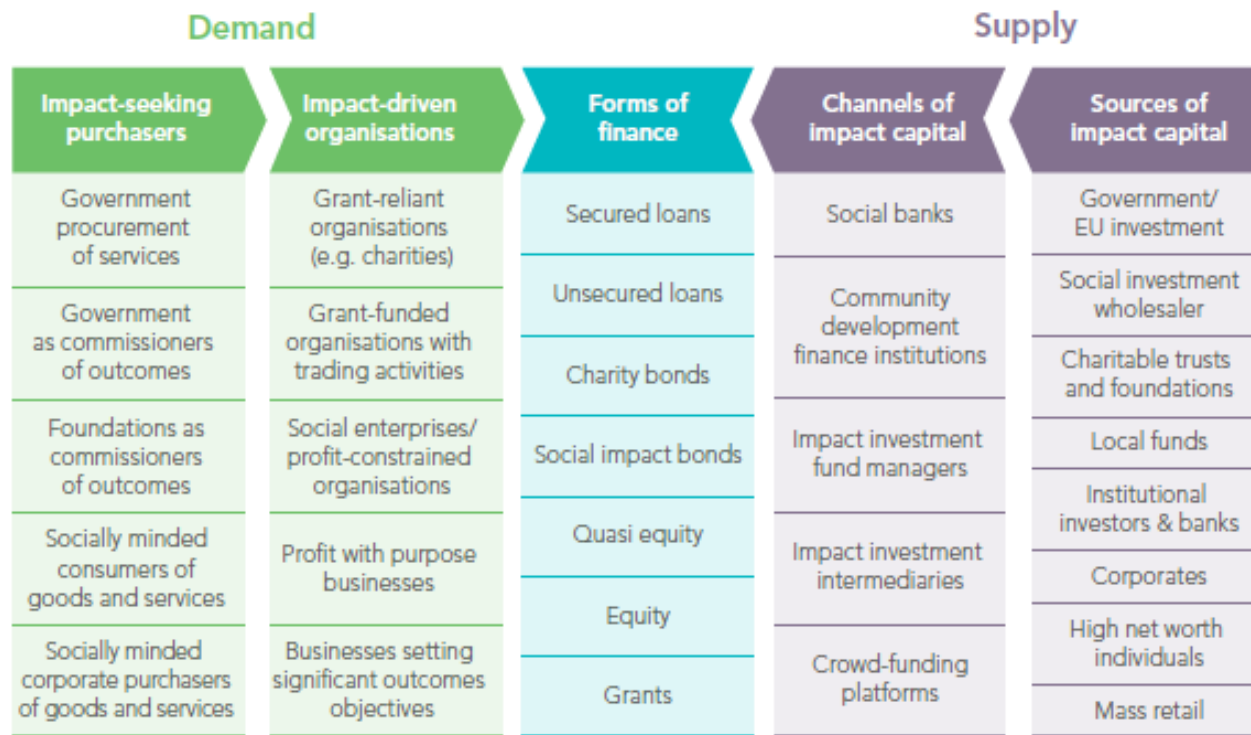 Demand
Supply
Impact-seeking
purchasers
Impact-driven
organisations
Forms of
finance
Channels of
impact capital
Sources of
impact capital
Government
procurement
of services
Government
as commissioners
of outcomes
Foundations as
commissioners
of outcomes
Socially minded
consumers of
goods and services
Socially minded
corporate purchasers
of goods and services
Grant-reliant
organisations
(e.g. charities)
Grant-funded
organisations with
trading activities
Social enterprises/
profit-constrained
organisations
Profit with purpose
businesses
Businesses setting
significant outcomes
objectives
Secured loans
Unsecured loans
Charity bonds
Social impact bonds
Quasi equity
Equity
Grants
Social banks
Community
development
finance institutions
Impact investment
fund managers
Impact investment
intermediaries
Crowd-funding
platforms
Government/
EU investment
Social investment
wholesaler
Charitable trusts
and foundations
Local funds
Institutional
investors & banks
Corporates
High net worth
individuals
Mass retail